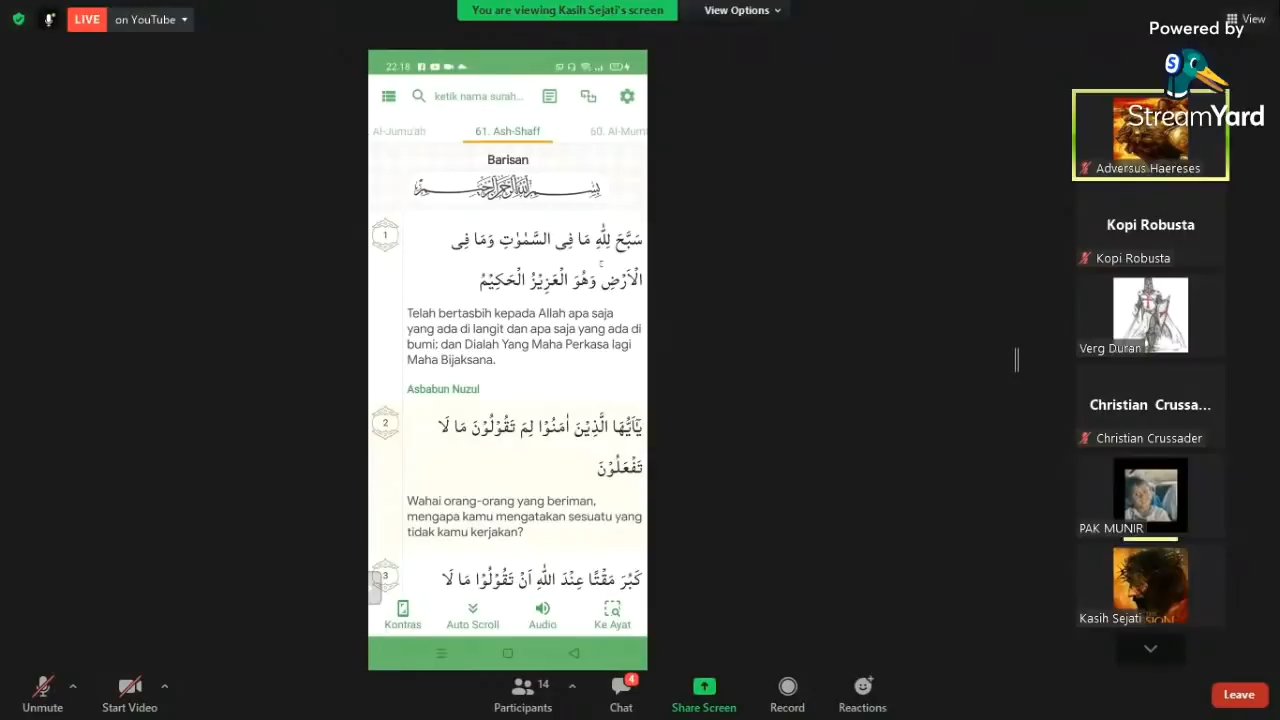 LIVE
on YouTube
You are viewing Kasih Sejati's screen
View Options
View
Powered by
StreamYard
22.18
ketik nama surah...
Al-Jumu'ah
61. Ash-Shaff
60. Al-Mumt
Barisan
بِسْمِ اللهِ الرَّحْمٰنِ الرَّحِيْمِ
1
سَبَّحَ لِلّٰهِ مَا فِى السَّمٰوٰتِ وَمَا فِى
الْاَرْضِۚ وَهُوَ الْعَزِيْزُ الْحَكِيْمُ
Telah bertasbih kepada Allah apa saja
yang ada di langit dan apa saja yang ada di
bumi; dan Dialah Yang Maha Perkasa lagi
Maha Bijaksana.
Asbabun Nuzul
2
يٰٓاَيُّهَا الَّذِيْنَ اٰمَنُوْا لِمَ تَقُوْلُوْنَ مَا لَا
تَفْعَلُوْنَ
Wahai orang-orang yang beriman,
mengapa kamu mengatakan sesuatu yang
tidak kamu kerjakan?
3
كَبُرَ مَقْتًا عِنْدَ اللّٰهِ اَنْ تَقُوْلُوْا مَا لَا
Kontras
Auto Scroll
Audio
Ke Ayat
Adversus Haereses
Kopi Robusta
Kopi Robusta
Verg Duran
Christian Crussa...
Christian Crussader
PAK MUNIR
Kasih Sejati
Unmute
Start Video
Participants
14
Chat
4
Share Screen
Record
Reactions
Leave